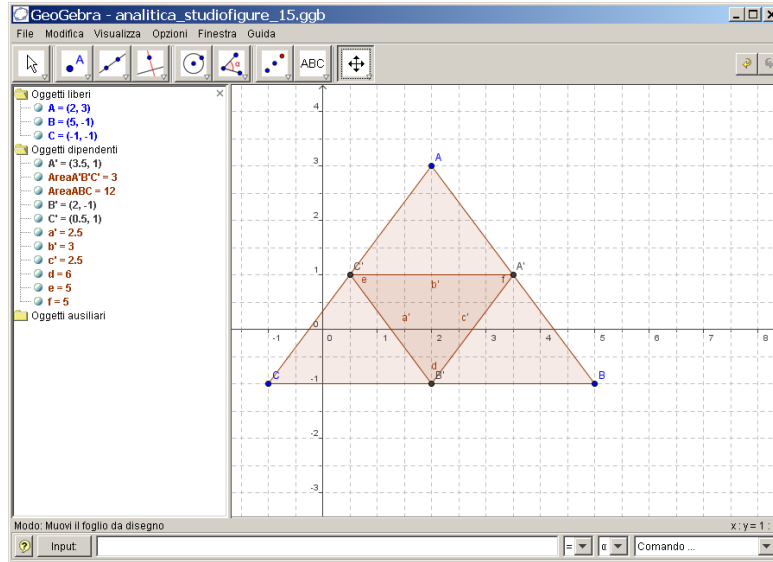 GeoGebra - analitica_studiofigure_15.ggb
File Modifica Visualizza Opzioni Finestra Guida
A α ABC
Oggetti liberi
A = (2, 3)
B = (5, -1)
C = (-1, -1)
Oggetti dipendenti
A' = (3.5, 1)
AreaA'B'C' = 3
AreaABC = 12
B' = (2, -1)
C' = (0.5, 1)
a' = 2.5
b' = 3
c' = 2.5
d = 6
e = 5
f = 5
Oggetti ausiliari
4
3
A
2
1
C' A'
e b' f
a' c'
0
-1 0 1 2 3 4 5 6 7 8
d
-1
C B' B
-2
-3
Modo: Muovi il foglio da disegno x : y = 1 :
Input: = α Comando ...